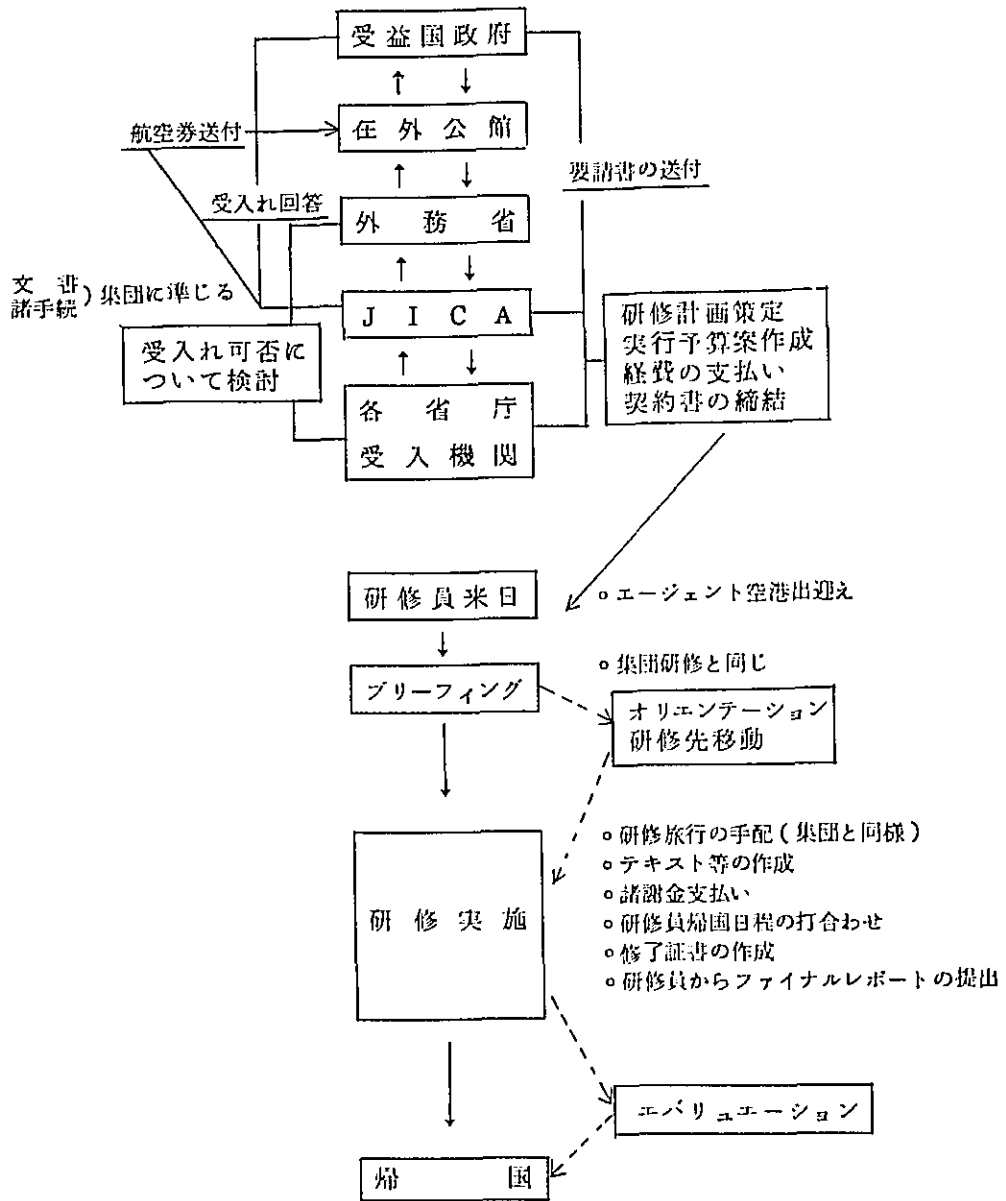 受益国政府
↑ ↓
航空券送付
在外公館
↑ ↓
要請書の送付
受入れ回答
外務省
↑ ↓
文書
諸手続)集団に準じる
JICA
研修計画策定
実行予算案作成
経費の支払い
契約書の締結
受入れ可否に
ついて検討
↑ ↓
各省庁
受入機関
研修員来日
○エージェント空港出迎え
↓
○集団研修と同じ
ブリーフィング
オリエンテーション
研修先移動
↓
○研修旅行の手配(集団と同様)
○テキスト等の作成
○諸謝金支払い
○研修員帰国日程の打合わせ
○修了証書の作成
○研修員からファイナルレポートの提出
研修実施
↓
エバリュエーション
帰国